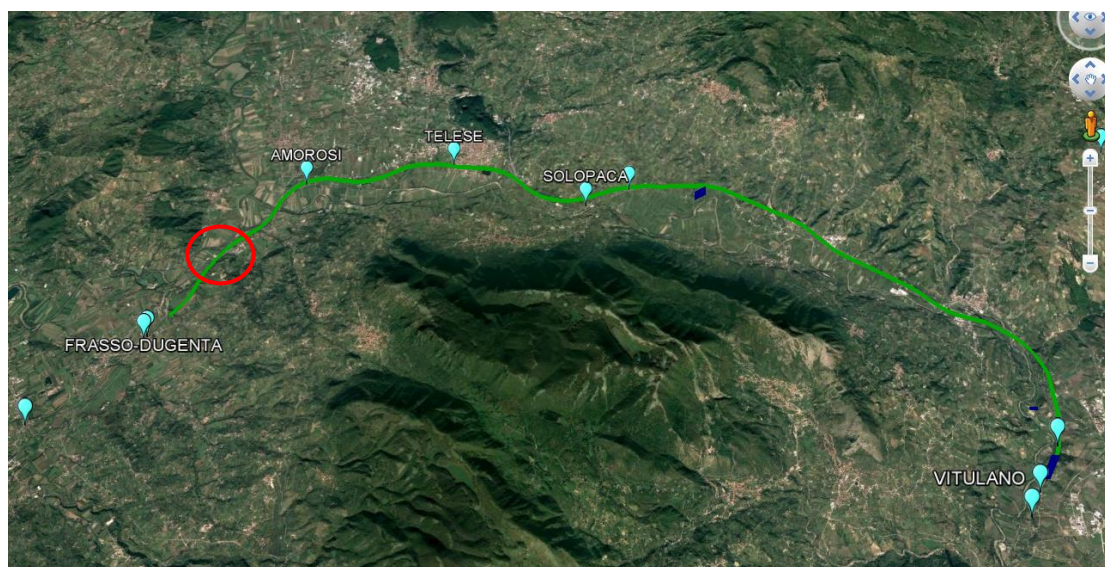 TELESE
AMOROSI
SOLOPACA
FRASSO-DUGENTA
VITULANO